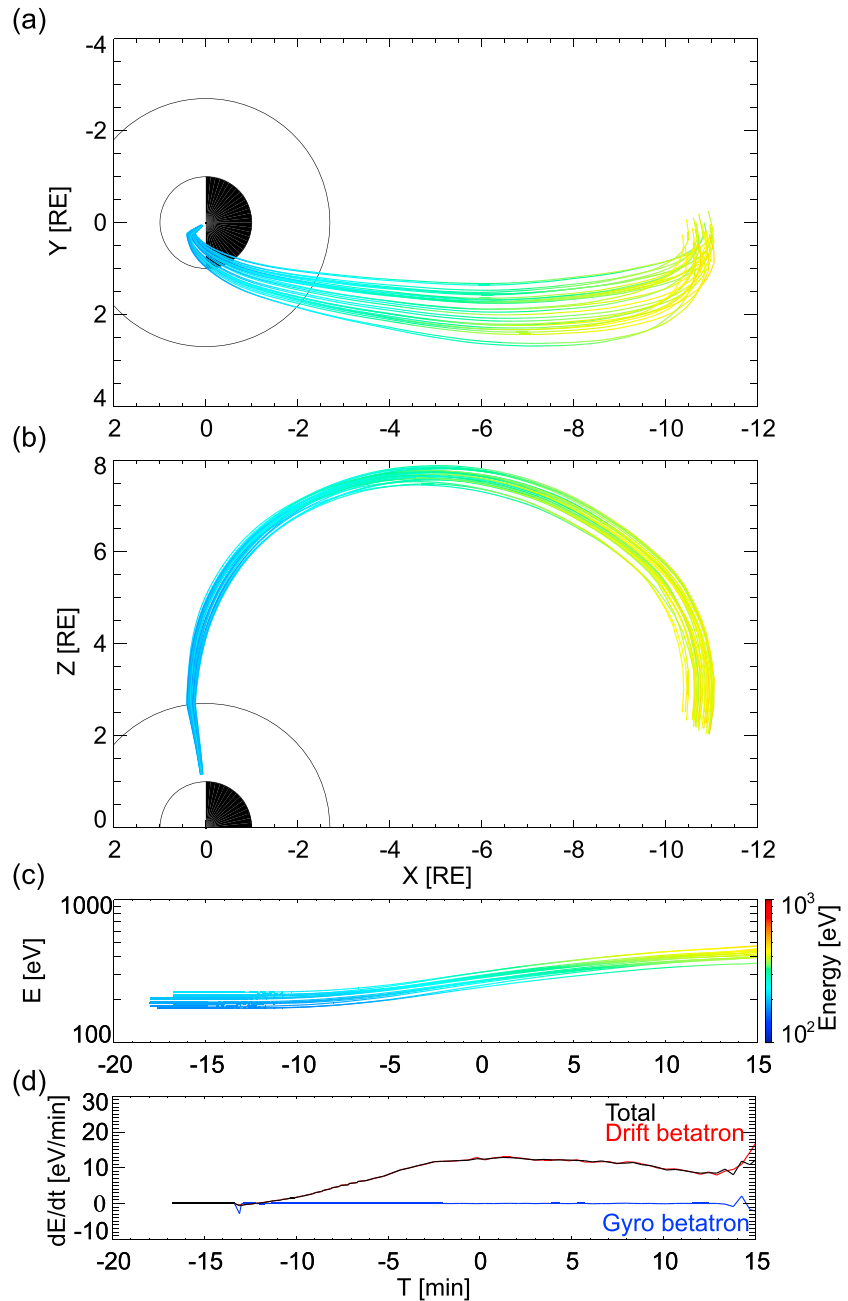 (a)
-4
-2
0
2
4
Y [RE]
2 0 -2 -4 -6 -8 -10 -12
(b)
8
6
4
2
0
Z [RE]
2 0 -2 -4 -6 -8 -10 -12
X [RE]
(c)
1000
100
E [eV]
10³
10²
Energy [eV]
-20 -15 -10 -5 0 5 10 15
(d)
30
20
10
0
-10
dE/dt [eV/min]
Total
Drift betatron
Gyro betatron
-20 -15 -10 -5 0 5 10 15
T [min]